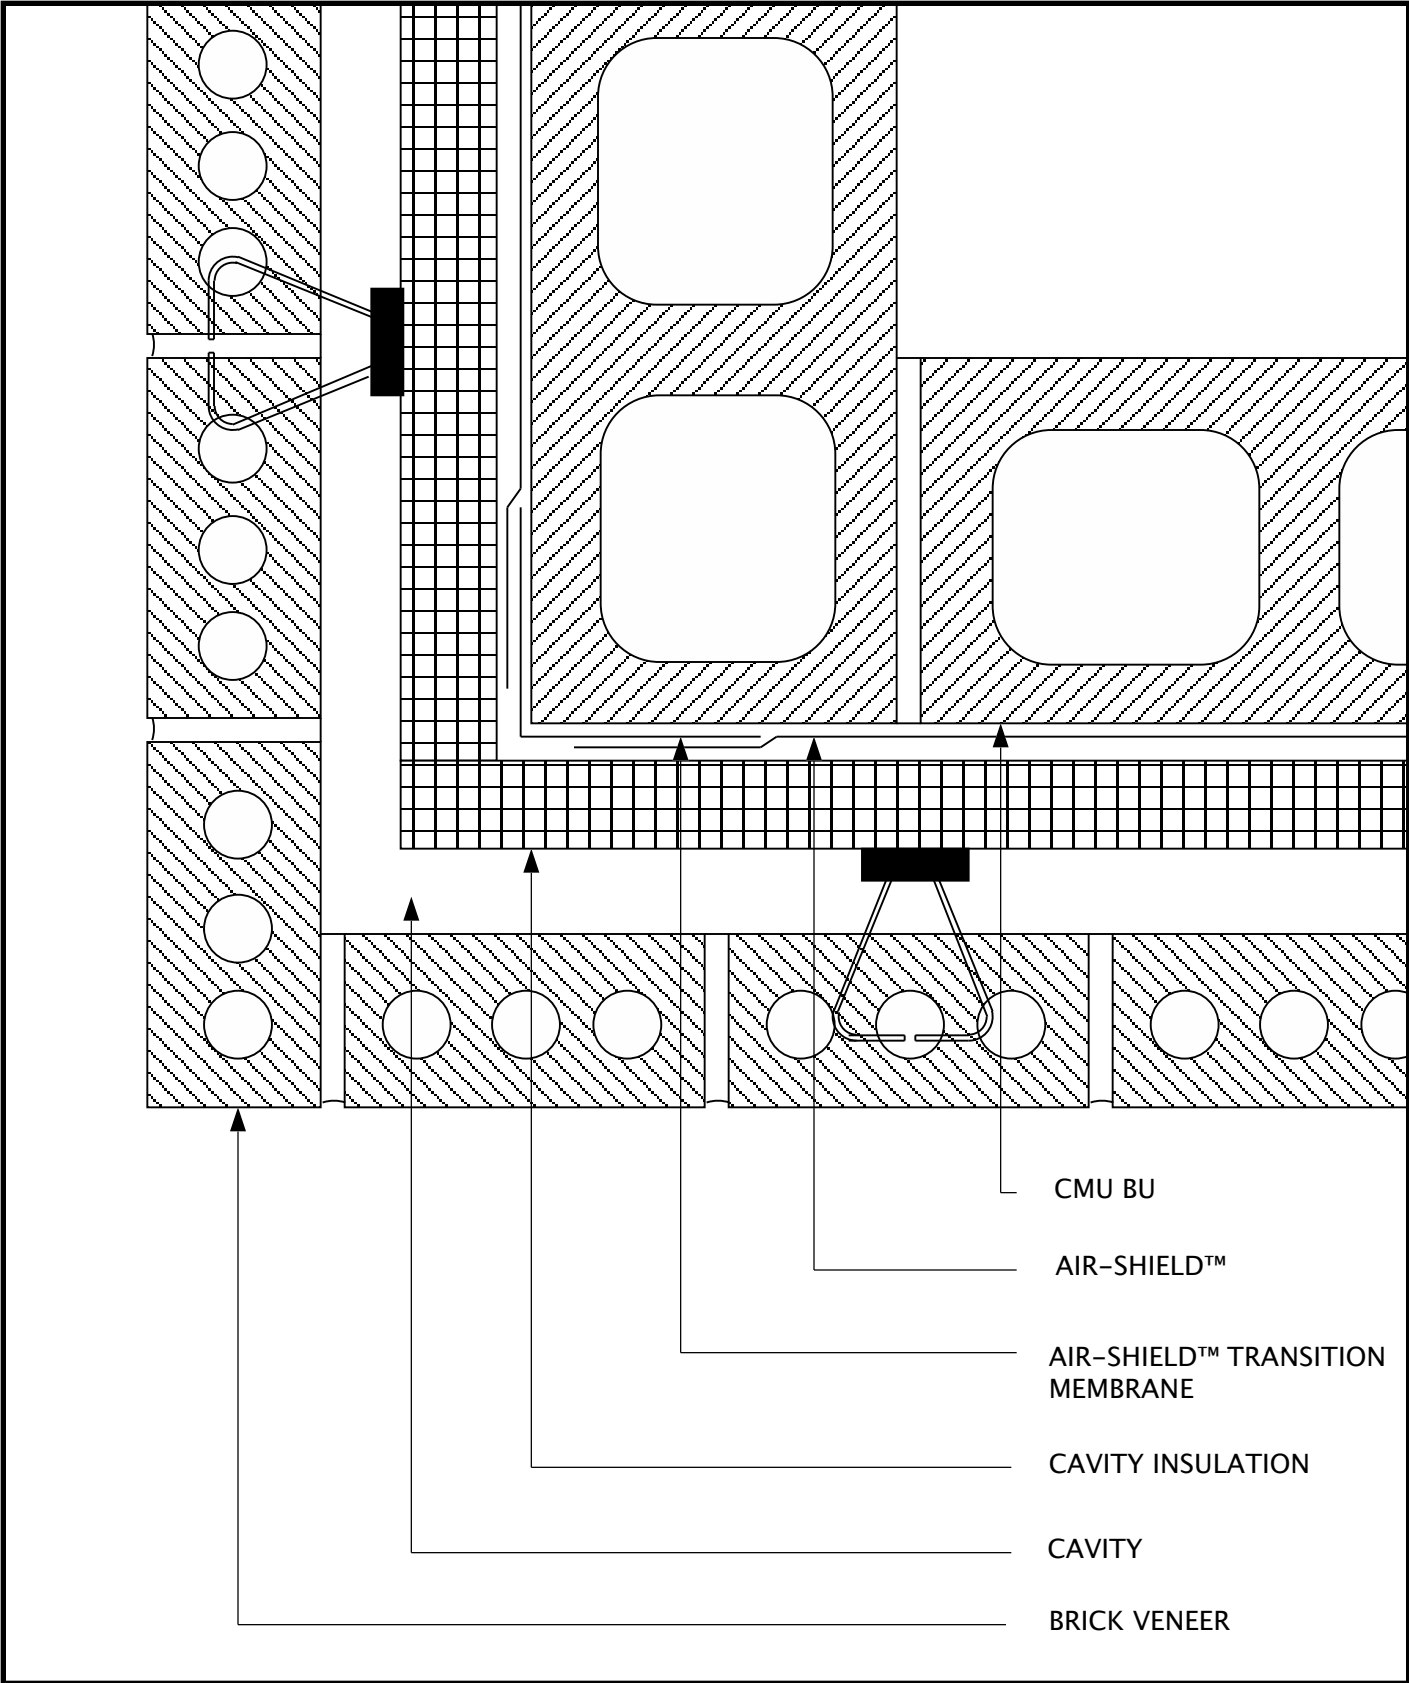 CMU BU
AIR-SHIELD™
AIR-SHIELD™ TRANSITION
MEMBRANE
CAVITY INSULATION
CAVITY
BRICK VENEER